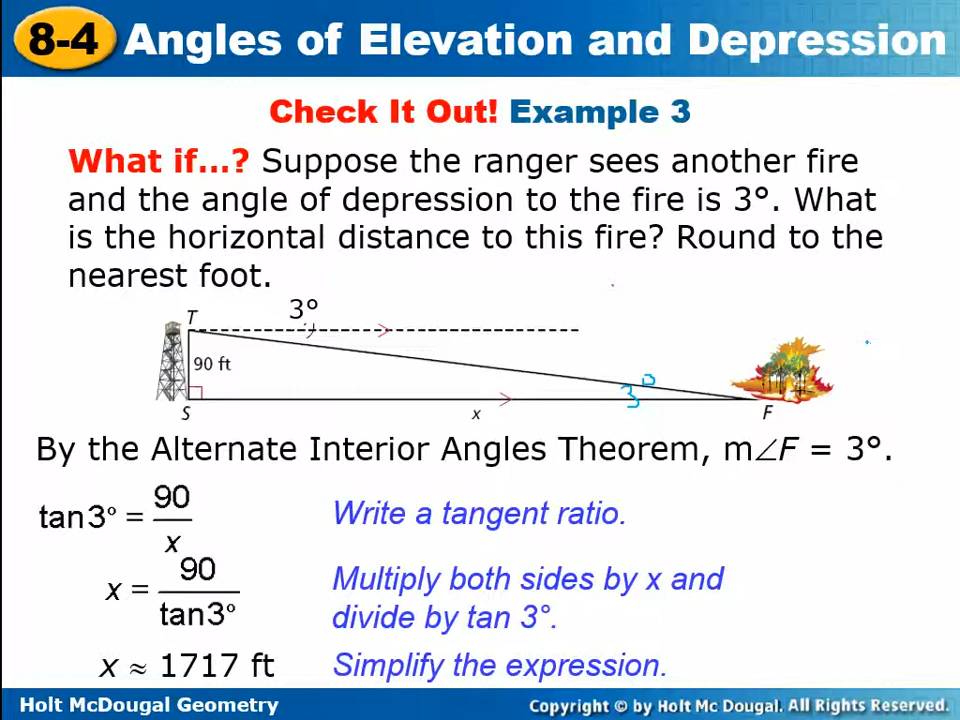 8-4 Angles of Elevation and Depression
Check It Out! Example 3
What if…? Suppose the ranger sees another fire
and the angle of depression to the fire is 3°. What
is the horizontal distance to this fire? Round to the
nearest foot.
T
3°
90 ft
3°
S
x
F
By the Alternate Interior Angles Theorem, m∠F = 3°.
tan3° = 90/x
Write a tangent ratio.
x = 90/tan3°
Multiply both sides by x and
divide by tan 3°.
x ≈ 1717 ft
Simplify the expression.
Holt McDougal Geometry
Copyright © by Holt Mc Dougal. All Rights Reserved.